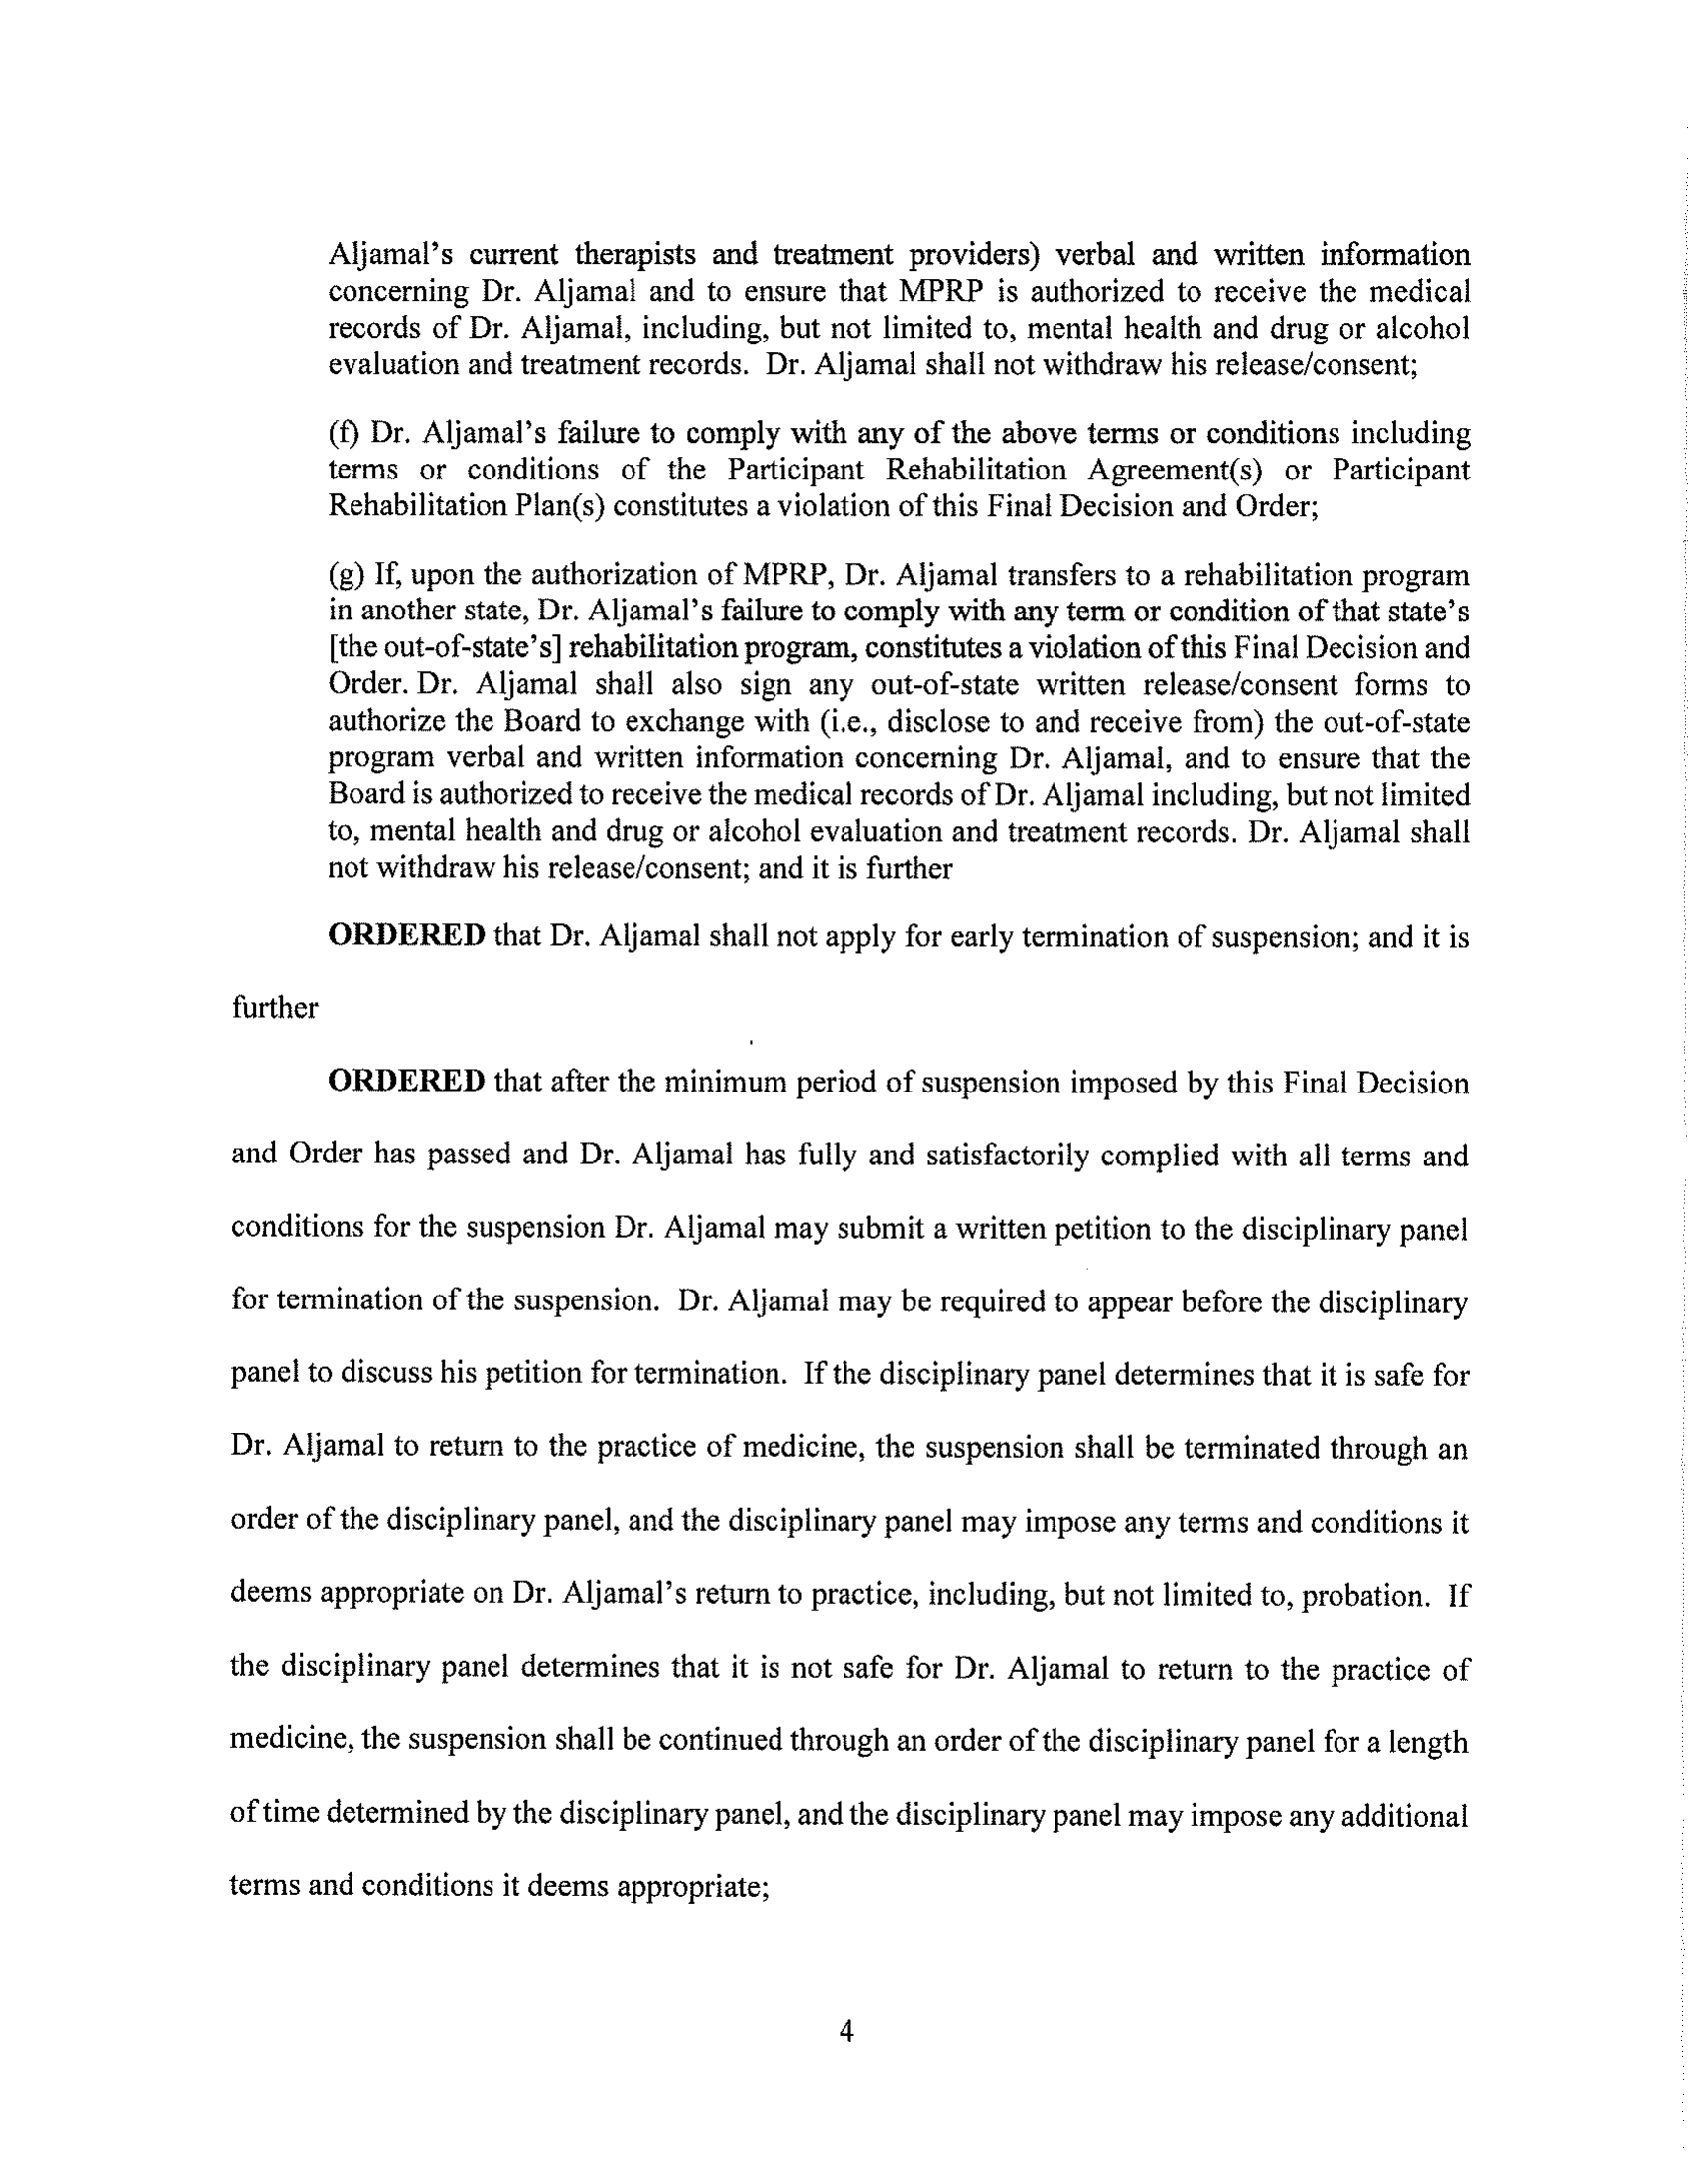 Aljamal's current therapists and treatment providers) verbal and written information
concerning Dr. Aljamal and to ensure that MPRP is authorized to receive the medical
records of Dr. Aljamal, including, but not limited to, mental health and drug or alcohol
evaluation and treatment records. Dr. Aljamal shall not withdraw his release/consent;
(f) Dr. Aljamal's failure to comply with any of the above terms or conditions including
terms or conditions of the Participant Rehabilitation Agreement(s) or Participant
Rehabilitation Plan(s) constitutes a violation of this Final Decision and Order;
(g) If, upon the authorization of MPRP, Dr. Aljamal transfers to a rehabilitation program
in another state, Dr. Aljamal's failure to comply with any term or condition of that state's
[the out-of-state's] rehabilitation program, constitutes a violation of this Final Decision and
Order. Dr. Aljamal shall also sign any out-of-state written release/consent forms to
authorize the Board to exchange with (i.e., disclose to and receive from) the out-of-state
program verbal and written information concerning Dr. Aljamal, and to ensure that the
Board is authorized to receive the medical records of Dr. Aljamal including, but not limited
to, mental health and drug or alcohol evaluation and treatment records. Dr. Aljamal shall
not withdraw his release/consent; and it is further
ORDERED that Dr. Aljamal shall not apply for early termination of suspension; and it is
further
ORDERED that after the minimum period of suspension imposed by this Final Decision
and Order has passed and Dr. Aljamal has fully and satisfactorily complied with all terms and
conditions for the suspension Dr. Aljamal may submit a written petition to the disciplinary panel
for termination of the suspension. Dr. Aljamal may be required to appear before the disciplinary
panel to discuss his petition for termination. If the disciplinary panel determines that it is safe for
Dr. Aljamal to return to the practice of medicine, the suspension shall be terminated through an
order of the disciplinary panel, and the disciplinary panel may impose any terms and conditions it
deems appropriate on Dr. Aljamal's return to practice, including, but not limited to, probation. If
the disciplinary panel determines that it is not safe for Dr. Aljamal to return to the practice of
medicine, the suspension shall be continued through an order of the disciplinary panel for a length
of time determined by the disciplinary panel, and the disciplinary panel may impose any additional
terms and conditions it deems appropriate;
4